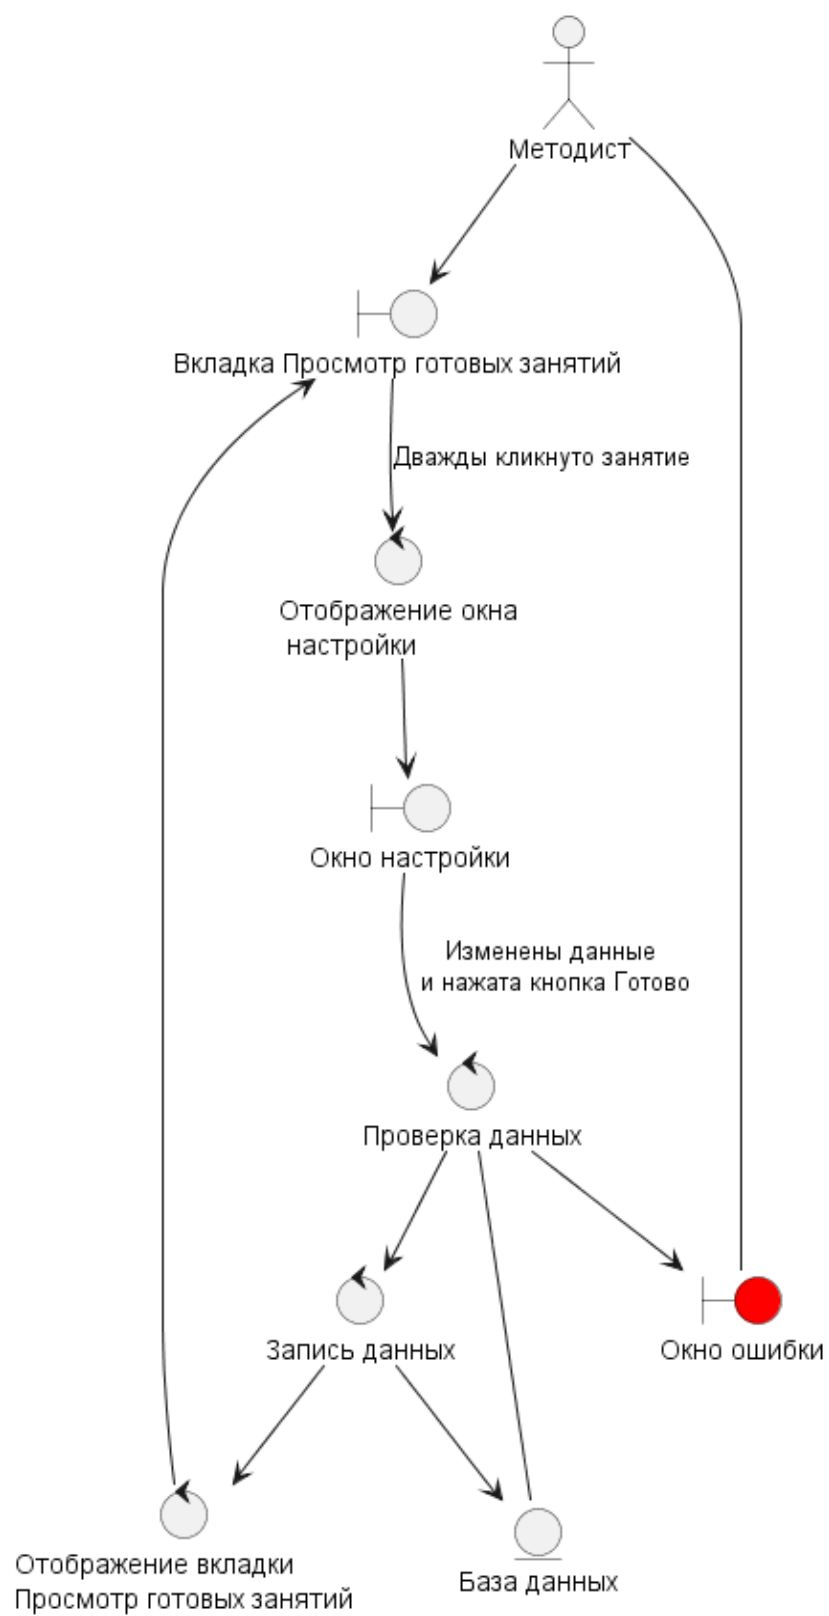 Методист
Вкладка Просмотр готовых занятий
Дважды кликнуто занятие
Отображение окна
настройки
Окно настройки
Изменены данные
и нажата кнопка Готово
Проверка данных
Запись данных
Окно ошибки
Отображение вкладки
Просмотр готовых занятий
База данных